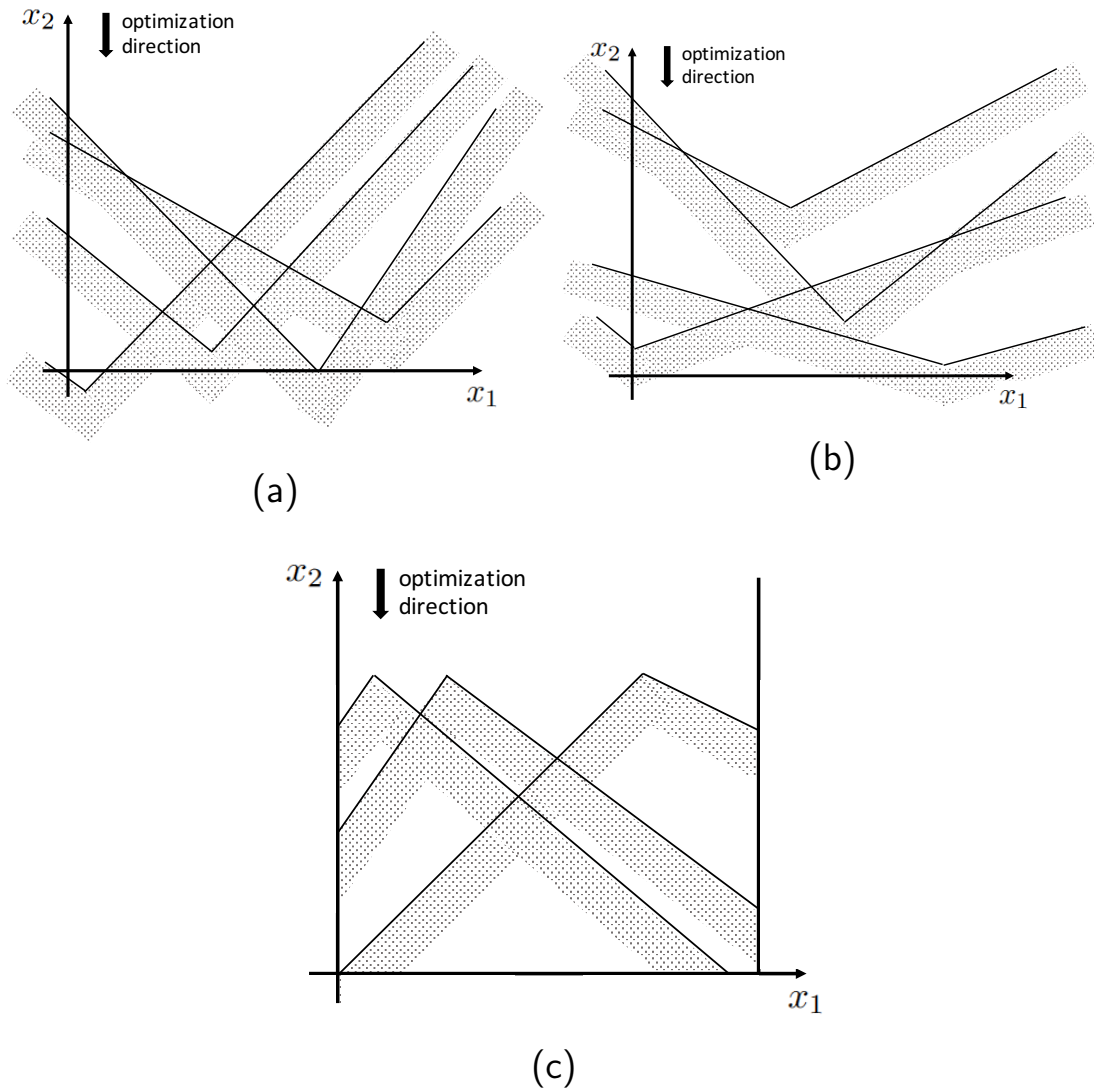 x₂
optimization
direction
x₁
(a)
x₂
optimization
direction
x₁
(b)
x₂
optimization
direction
x₁
(c)